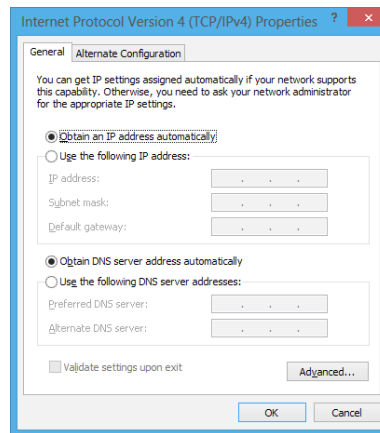 Internet Protocol Version 4 (TCP/IPv4) Properties ? ×
General Alternate Configuration
You can get IP settings assigned automatically if your network supports
this capability. Otherwise, you need to ask your network administrator
for the appropriate IP settings.
Obtain an IP address automatically
Use the following IP address:
IP address: . . .
Subnet mask: . . .
Default gateway: . . .
Obtain DNS server address automatically
Use the following DNS server addresses:
Preferred DNS server: . . .
Alternate DNS server: . . .
Validate settings upon exit
Advanced...
OK Cancel